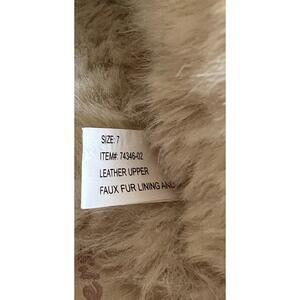 SIZE: 7
ITEM#: 74346-02
LEATHER UPPER
FAUX FUR LINING AND